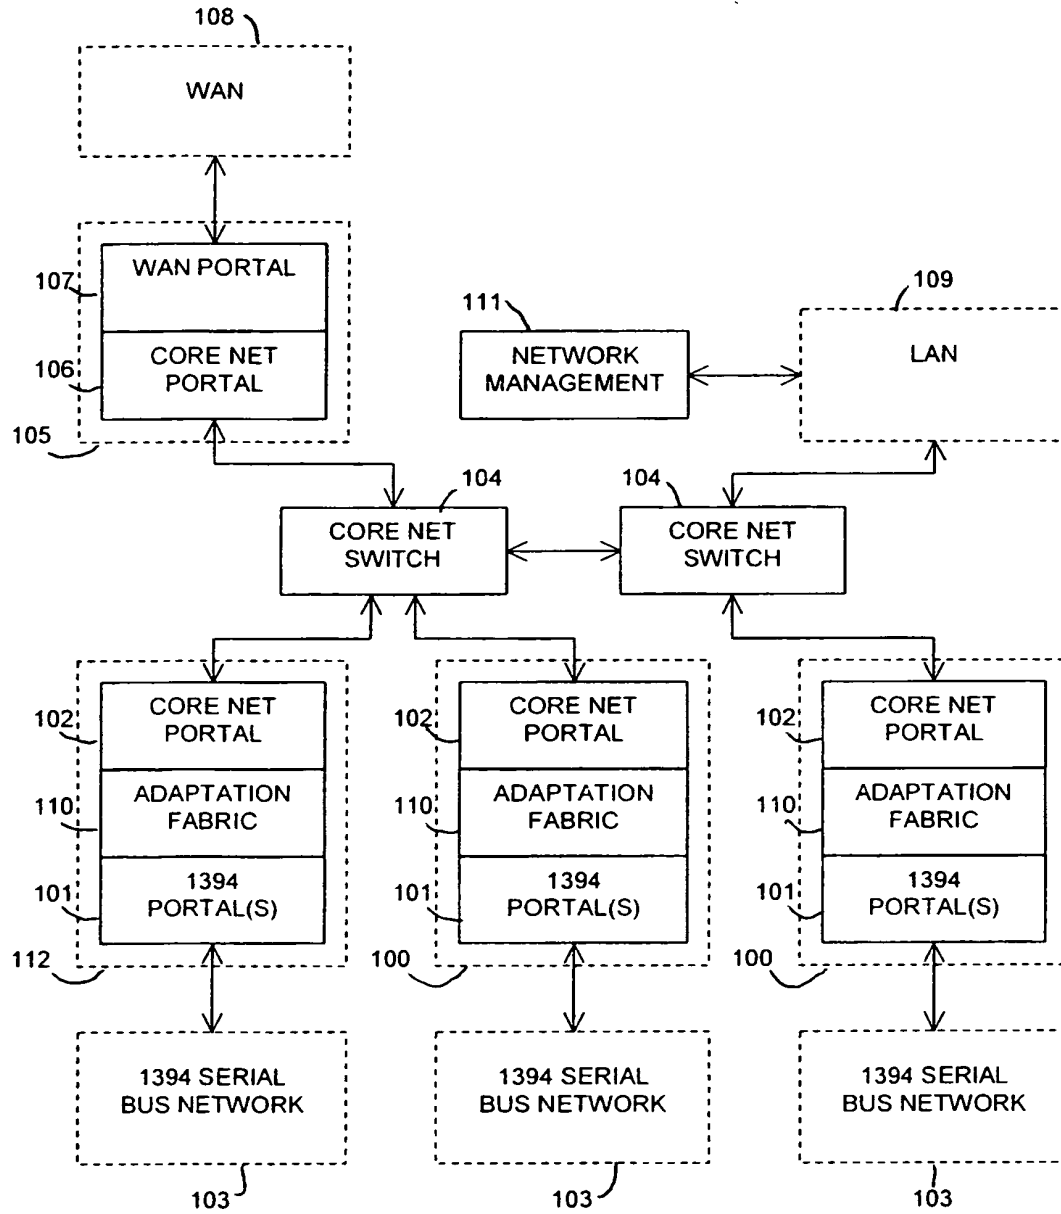 108
WAN
107
WAN PORTAL
106
CORE NET
PORTAL
105
111
NETWORK
MANAGEMENT
109
LAN
104
CORE NET
SWITCH
104
CORE NET
SWITCH
102
CORE NET
PORTAL
110
ADAPTATION
FABRIC
101
1394
PORTAL(S)
112
102
CORE NET
PORTAL
110
ADAPTATION
FABRIC
101
1394
PORTAL(S)
100
102
CORE NET
PORTAL
110
ADAPTATION
FABRIC
101
1394
PORTAL(S)
100
1394 SERIAL
BUS NETWORK
103
1394 SERIAL
BUS NETWORK
103
1394 SERIAL
BUS NETWORK
103